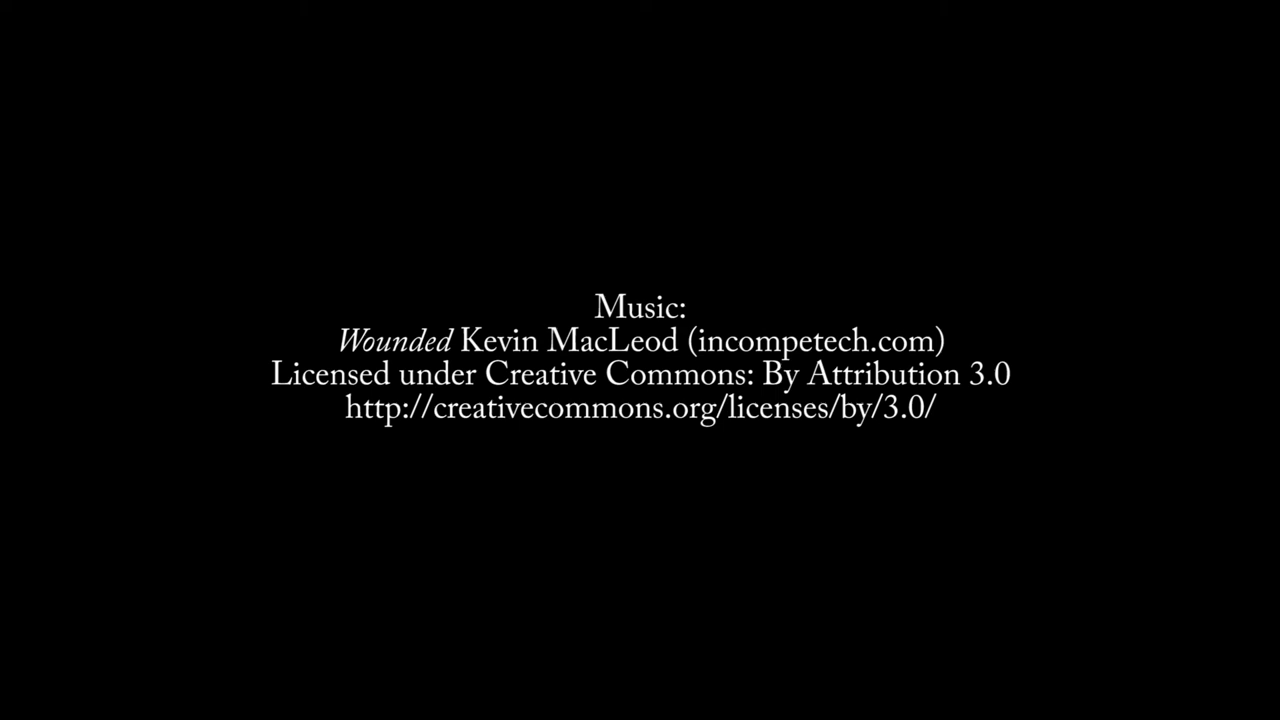 Music:
Wounded Kevin MacLeod (incompetech.com)
Licensed under Creative Commons: By Attribution 3.0
http://creativecommons.org/licenses/by/3.0/